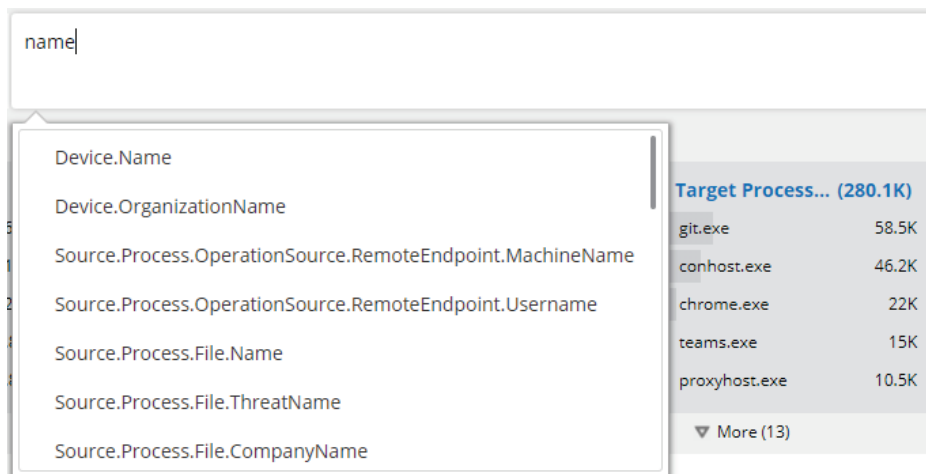 name
Device.Name
Device.OrganizationName
Source.Process.OperationSource.RemoteEndpoint.MachineName
Source.Process.OperationSource.RemoteEndpoint.Username
Source.Process.File.Name
Source.Process.File.ThreatName
Source.Process.File.CompanyName
Target Process... (280.1K)
git.exe 58.5K
conhost.exe 46.2K
chrome.exe 22K
teams.exe 15K
proxyhost.exe 10.5K
More (13)